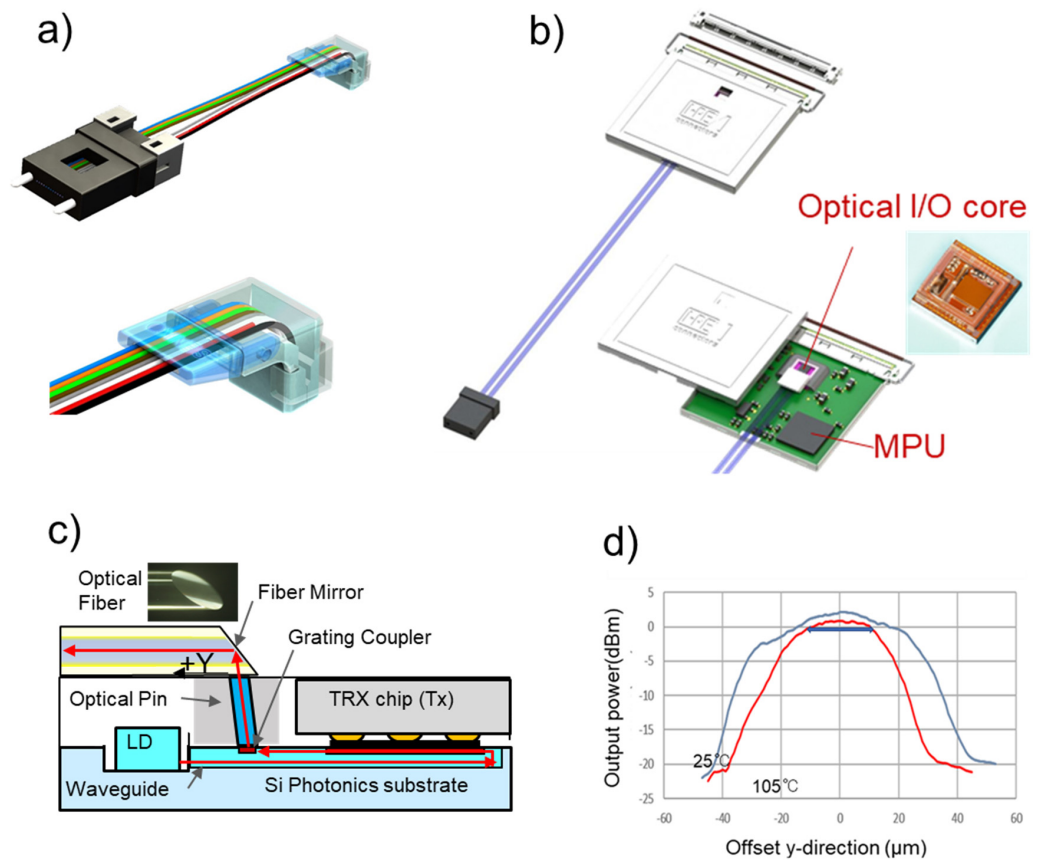 a)
b)
Optical I/O core
MPU
c)
Optical
Fiber
Fiber Mirror
Grating Coupler
+Y
Optical Pin
TRX chip (Tx)
LD
Waveguide
Si Photonics substrate
d)
Output power(dBm)
5
0
-5
-10
-15
-20
-25
25℃
105℃
-60
-40
-20
0
20
40
60
Offset y-direction (µm)